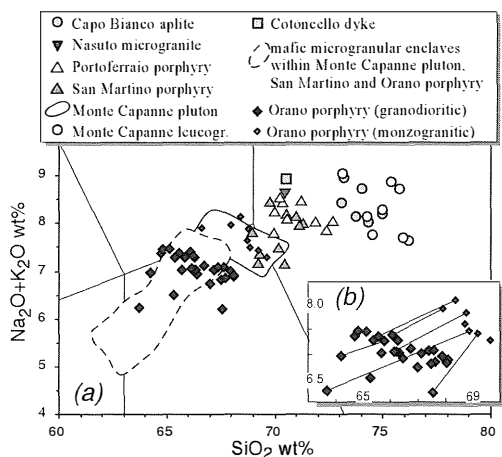 Capo Bianco aplite
Nasuto microgranite
Portoferraio porphyry
San Martino porphyry
Monte Capanne pluton
Monte Capanne leucogr.
Cotoncello dyke
mafic microgranular enclaves
within Monte Capanne pluton,
San Martino and Orano porphyry
Orano porphyry (granodioritic)
Orano porphyry (monzogranitic)
Na2O+K2O wt%
9
8
7
6
5
4
(a)
(b)
8.0
6.5
65
69
60
65
70
75
80
SiO2 wt%